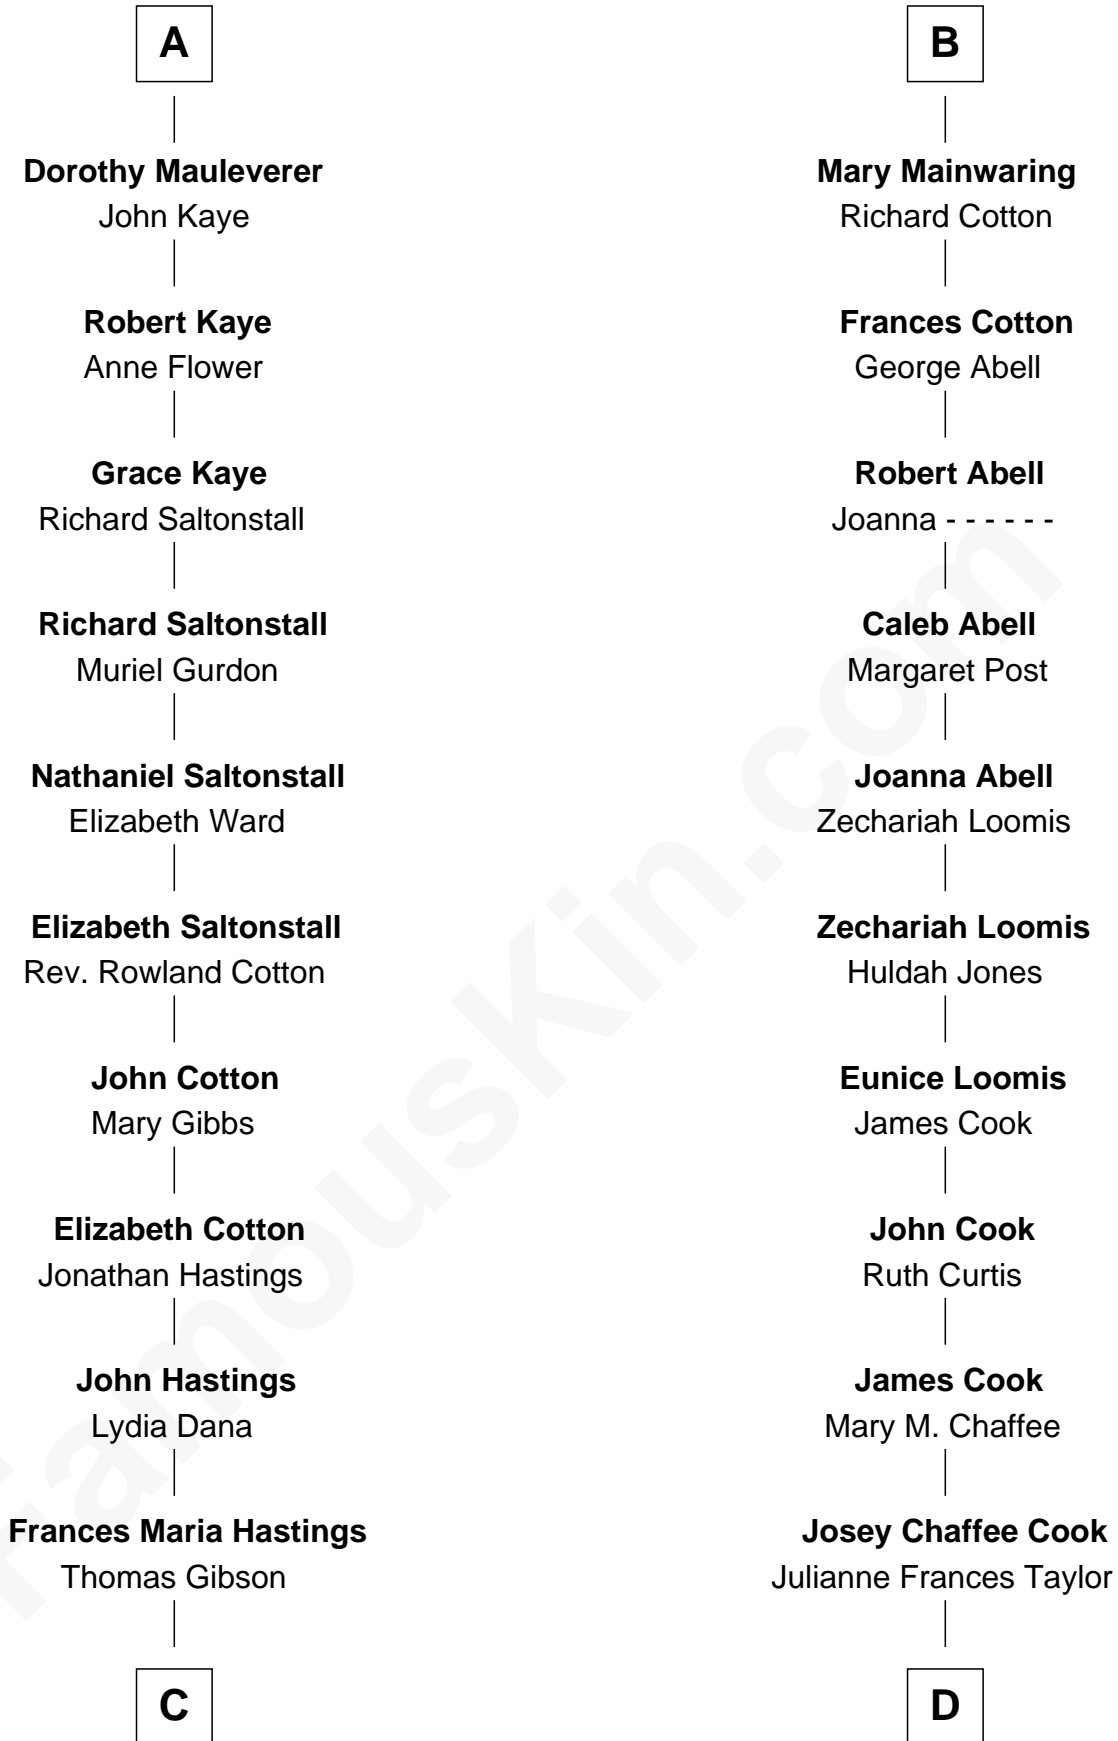 A
Dorothy Mauleverer
John Kaye
Robert Kaye
Anne Flower
Grace Kaye
Richard Saltonstall
Richard Saltonstall
Muriel Gurdon
Nathaniel Saltonstall
Elizabeth Ward
Elizabeth Saltonstall
Rev. Rowland Cotton
John Cotton
Mary Gibbs
Elizabeth Cotton
Jonathan Hastings
John Hastings
Lydia Dana
Frances Maria Hastings
Thomas Gibson
C
B
Mary Mainwaring
Richard Cotton
Frances Cotton
George Abell
Robert Abell
Joanna - - - - - -
Caleb Abell
Margaret Post
Joanna Abell
Zechariah Loomis
Zechariah Loomis
Huldah Jones
Eunice Loomis
James Cook
John Cook
Ruth Curtis
James Cook
Mary M. Chaffee
Josey Chaffee Cook
Julianne Frances Taylor
D
FamousKin.com